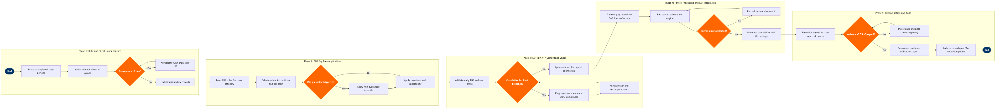 Phase 1: Duty and Flight Hours Capture
Start
Extract completed duty
periods
Validate block times vs
ACARS
Discrepancy >2 min?
Yes
Adjudicate with crew sign-
off
No
Lock finalised duty records
Phase 2: CBA Pay Rule Application
Load CBA rules for crew
category
Calculate block/credit hrs
and per diem
Min guarantee triggered?
No
Yes
Apply min guarantee
override
Apply premiums and
special pay
Phase 3: FAR Part 117 Compliance Check
Validate daily FDP and rest
limits
Cumulative hrs limit
breached?
No
Approve hours for payroll
submission
Yes
Flag violation — escalate
Crew Compliance
Adjust roster and
recompute hours
Phase 4: Payroll Processing and SAP Integration
Transfer pay records to
SAP SuccessFactors
Run payroll calculation
engine
Payroll errors detected?
Yes
Correct data and resubmit
No
Generate pay advices and
GL postings
Phase 5: Reconciliation and Audit
Reconcile payroll vs crew
ops cost centre
Variance >0.5% of payroll?
Yes
Investigate and post
correcting entry
No
Generate crew hours
utilisation report
Archive records per FAA
retention policy
End